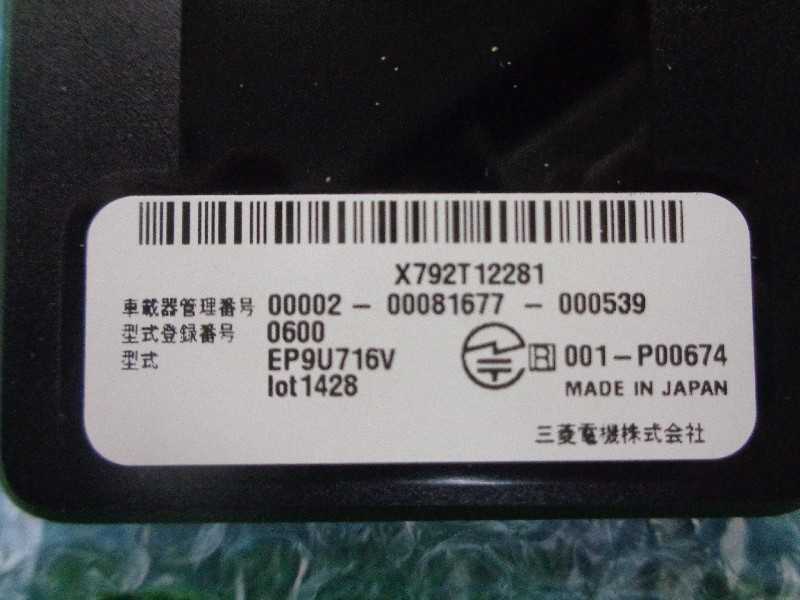 X792T12281
車載器管理番号 00002 - 00081677 - 000539
型式登録番号 0600
型式 EP9U716V
R 001-P00674
lot1428
MADE IN JAPAN
三菱電機株式会社